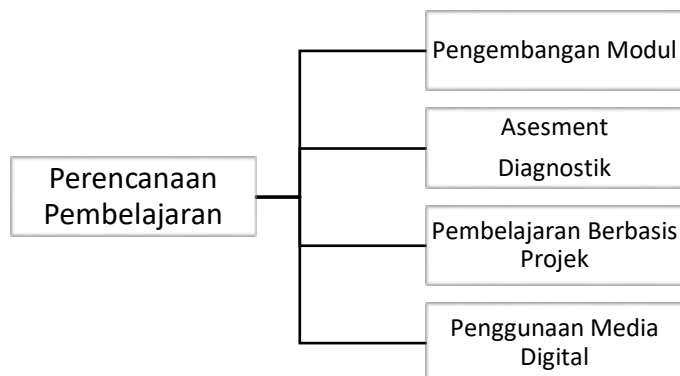 Perencanaan
Pembelajaran
Pengembangan Modul
Asesment
Diagnostik
Pembelajaran Berbasis
Projek
Penggunaan Media
Digital